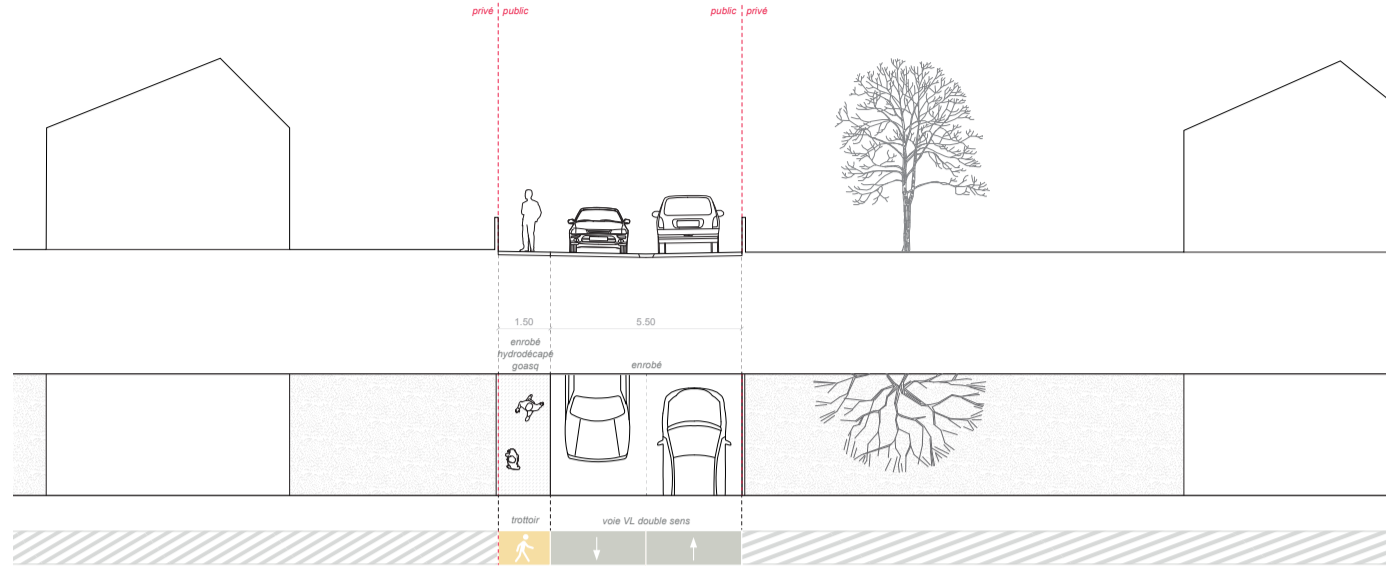 privé public
public privé
1.50
5.50
enrobé
hydrodécapé
goasq
enrobé
trottoir
voie VL double sens